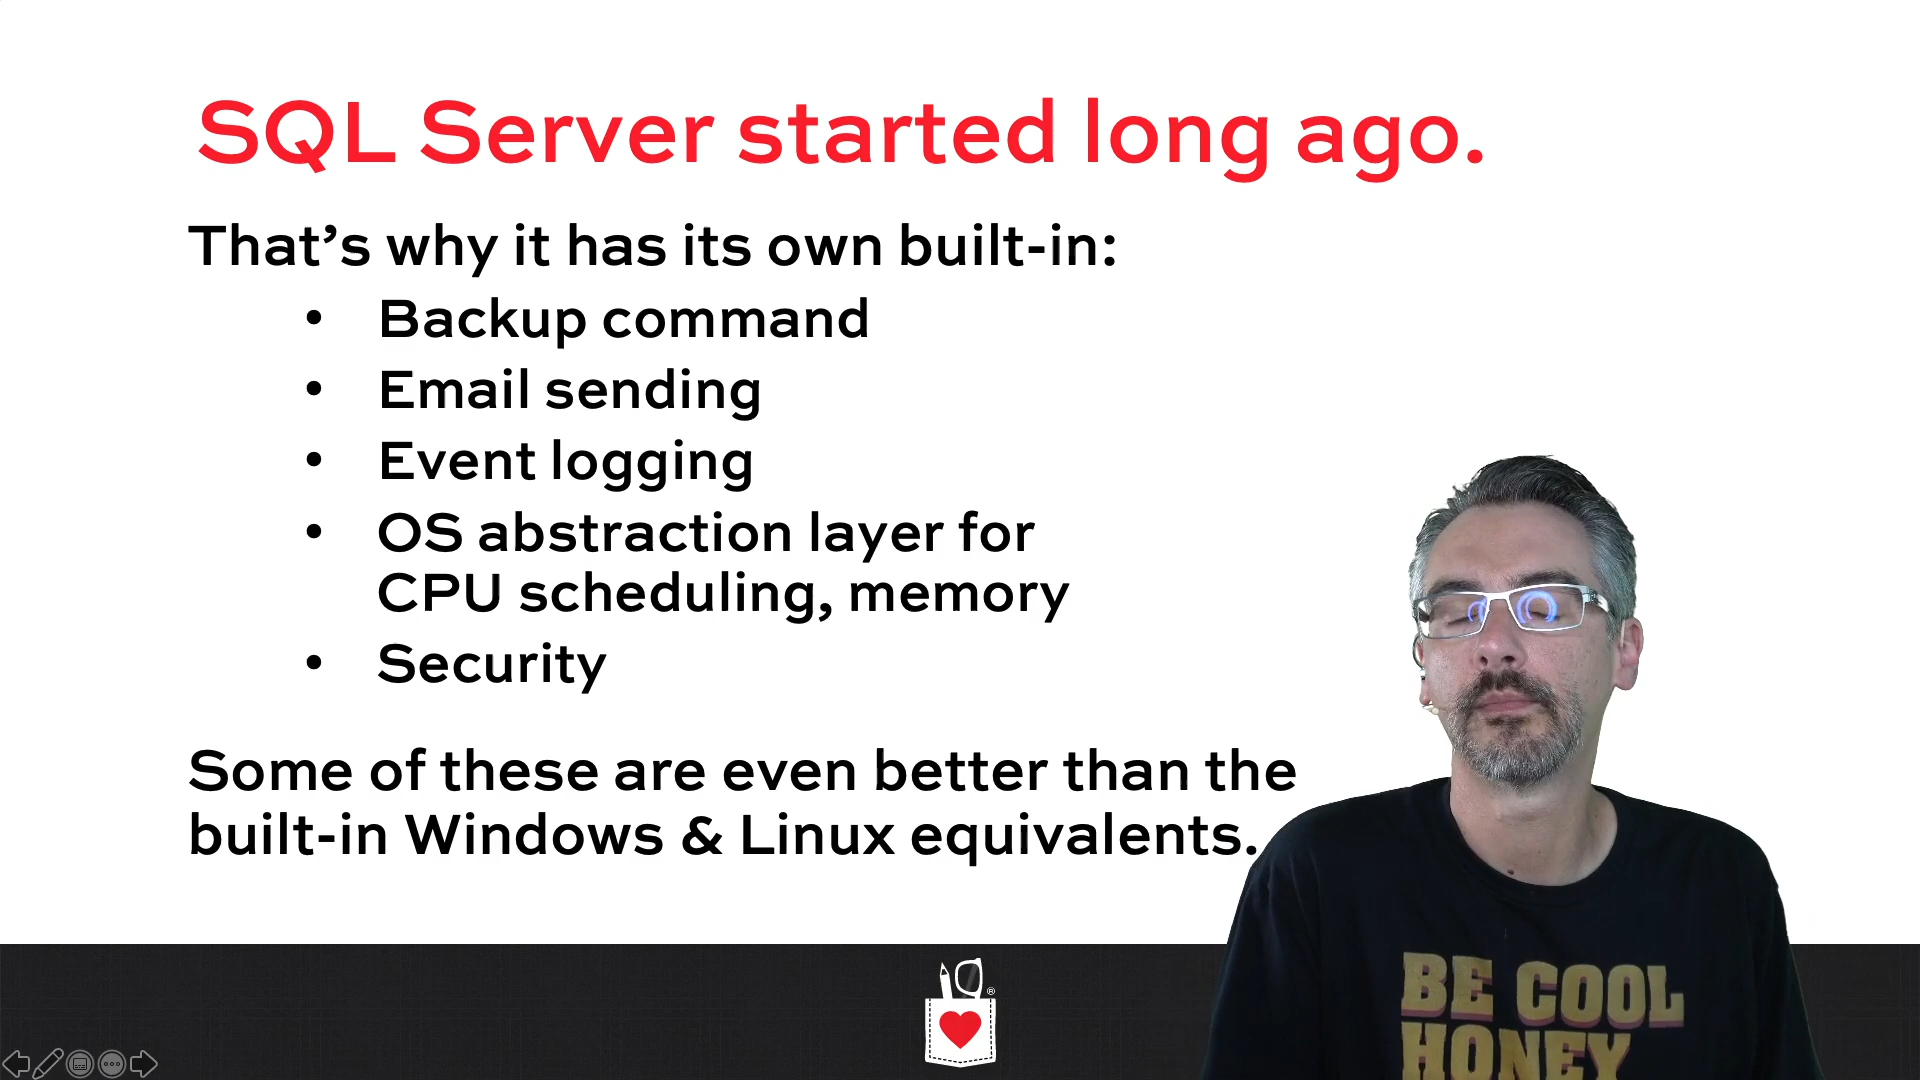 SQL Server started long ago.
That’s why it has its own built-in:
• Backup command
• Email sending
• Event logging
• OS abstraction layer for
CPU scheduling, memory
• Security
Some of these are even better than the
built-in Windows & Linux equivalents.
®
BE COOL
HONEY